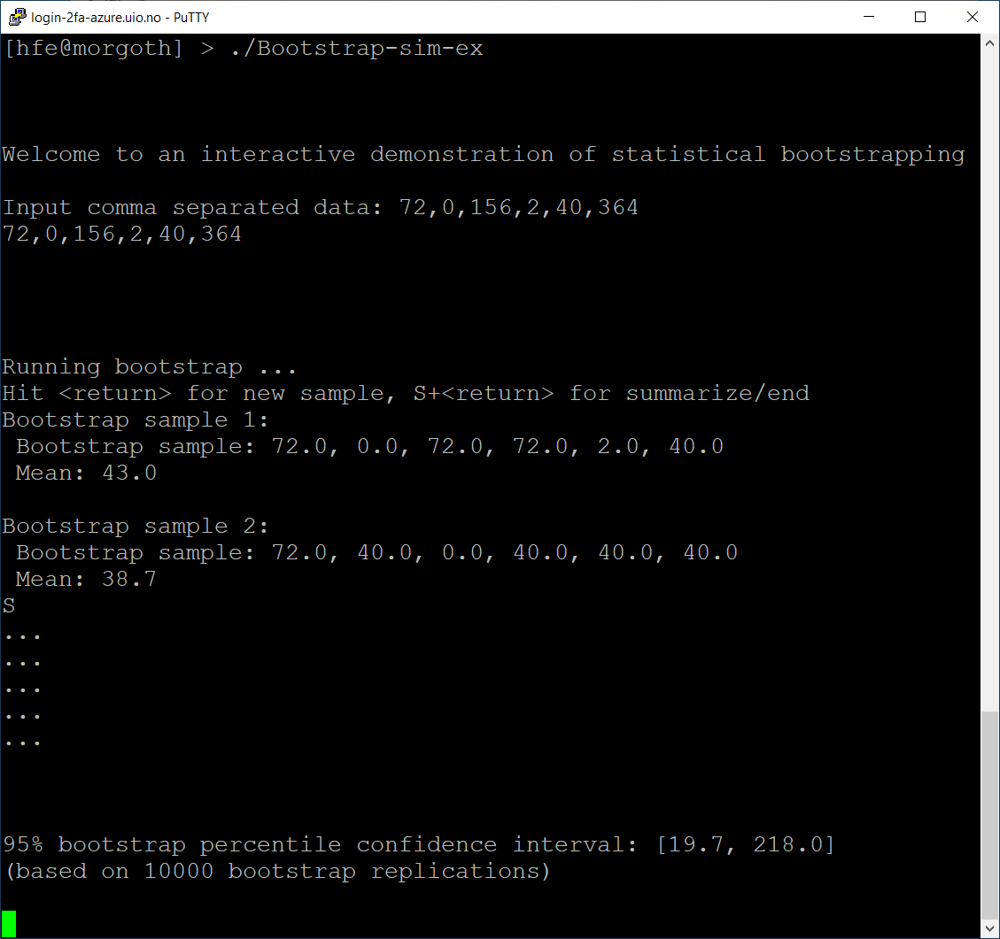 login-2fa-azure.uio.no - PuTTY
[hfe@morgoth] > ./Bootstrap-sim-ex
Welcome to an interactive demonstration of statistical bootstrapping
Input comma separated data: 72,0,156,2,40,364
72,0,156,2,40,364
Running bootstrap ...
Hit <return> for new sample, S+<return> for summarize/end
Bootstrap sample 1:
Bootstrap sample: 72.0, 0.0, 72.0, 72.0, 2.0, 40.0
Mean: 43.0
Bootstrap sample 2:
Bootstrap sample: 72.0, 40.0, 0.0, 40.0, 40.0, 40.0
Mean: 38.7
S
...
...
...
...
...
95% bootstrap percentile confidence interval: [19.7, 218.0]
(based on 10000 bootstrap replications)